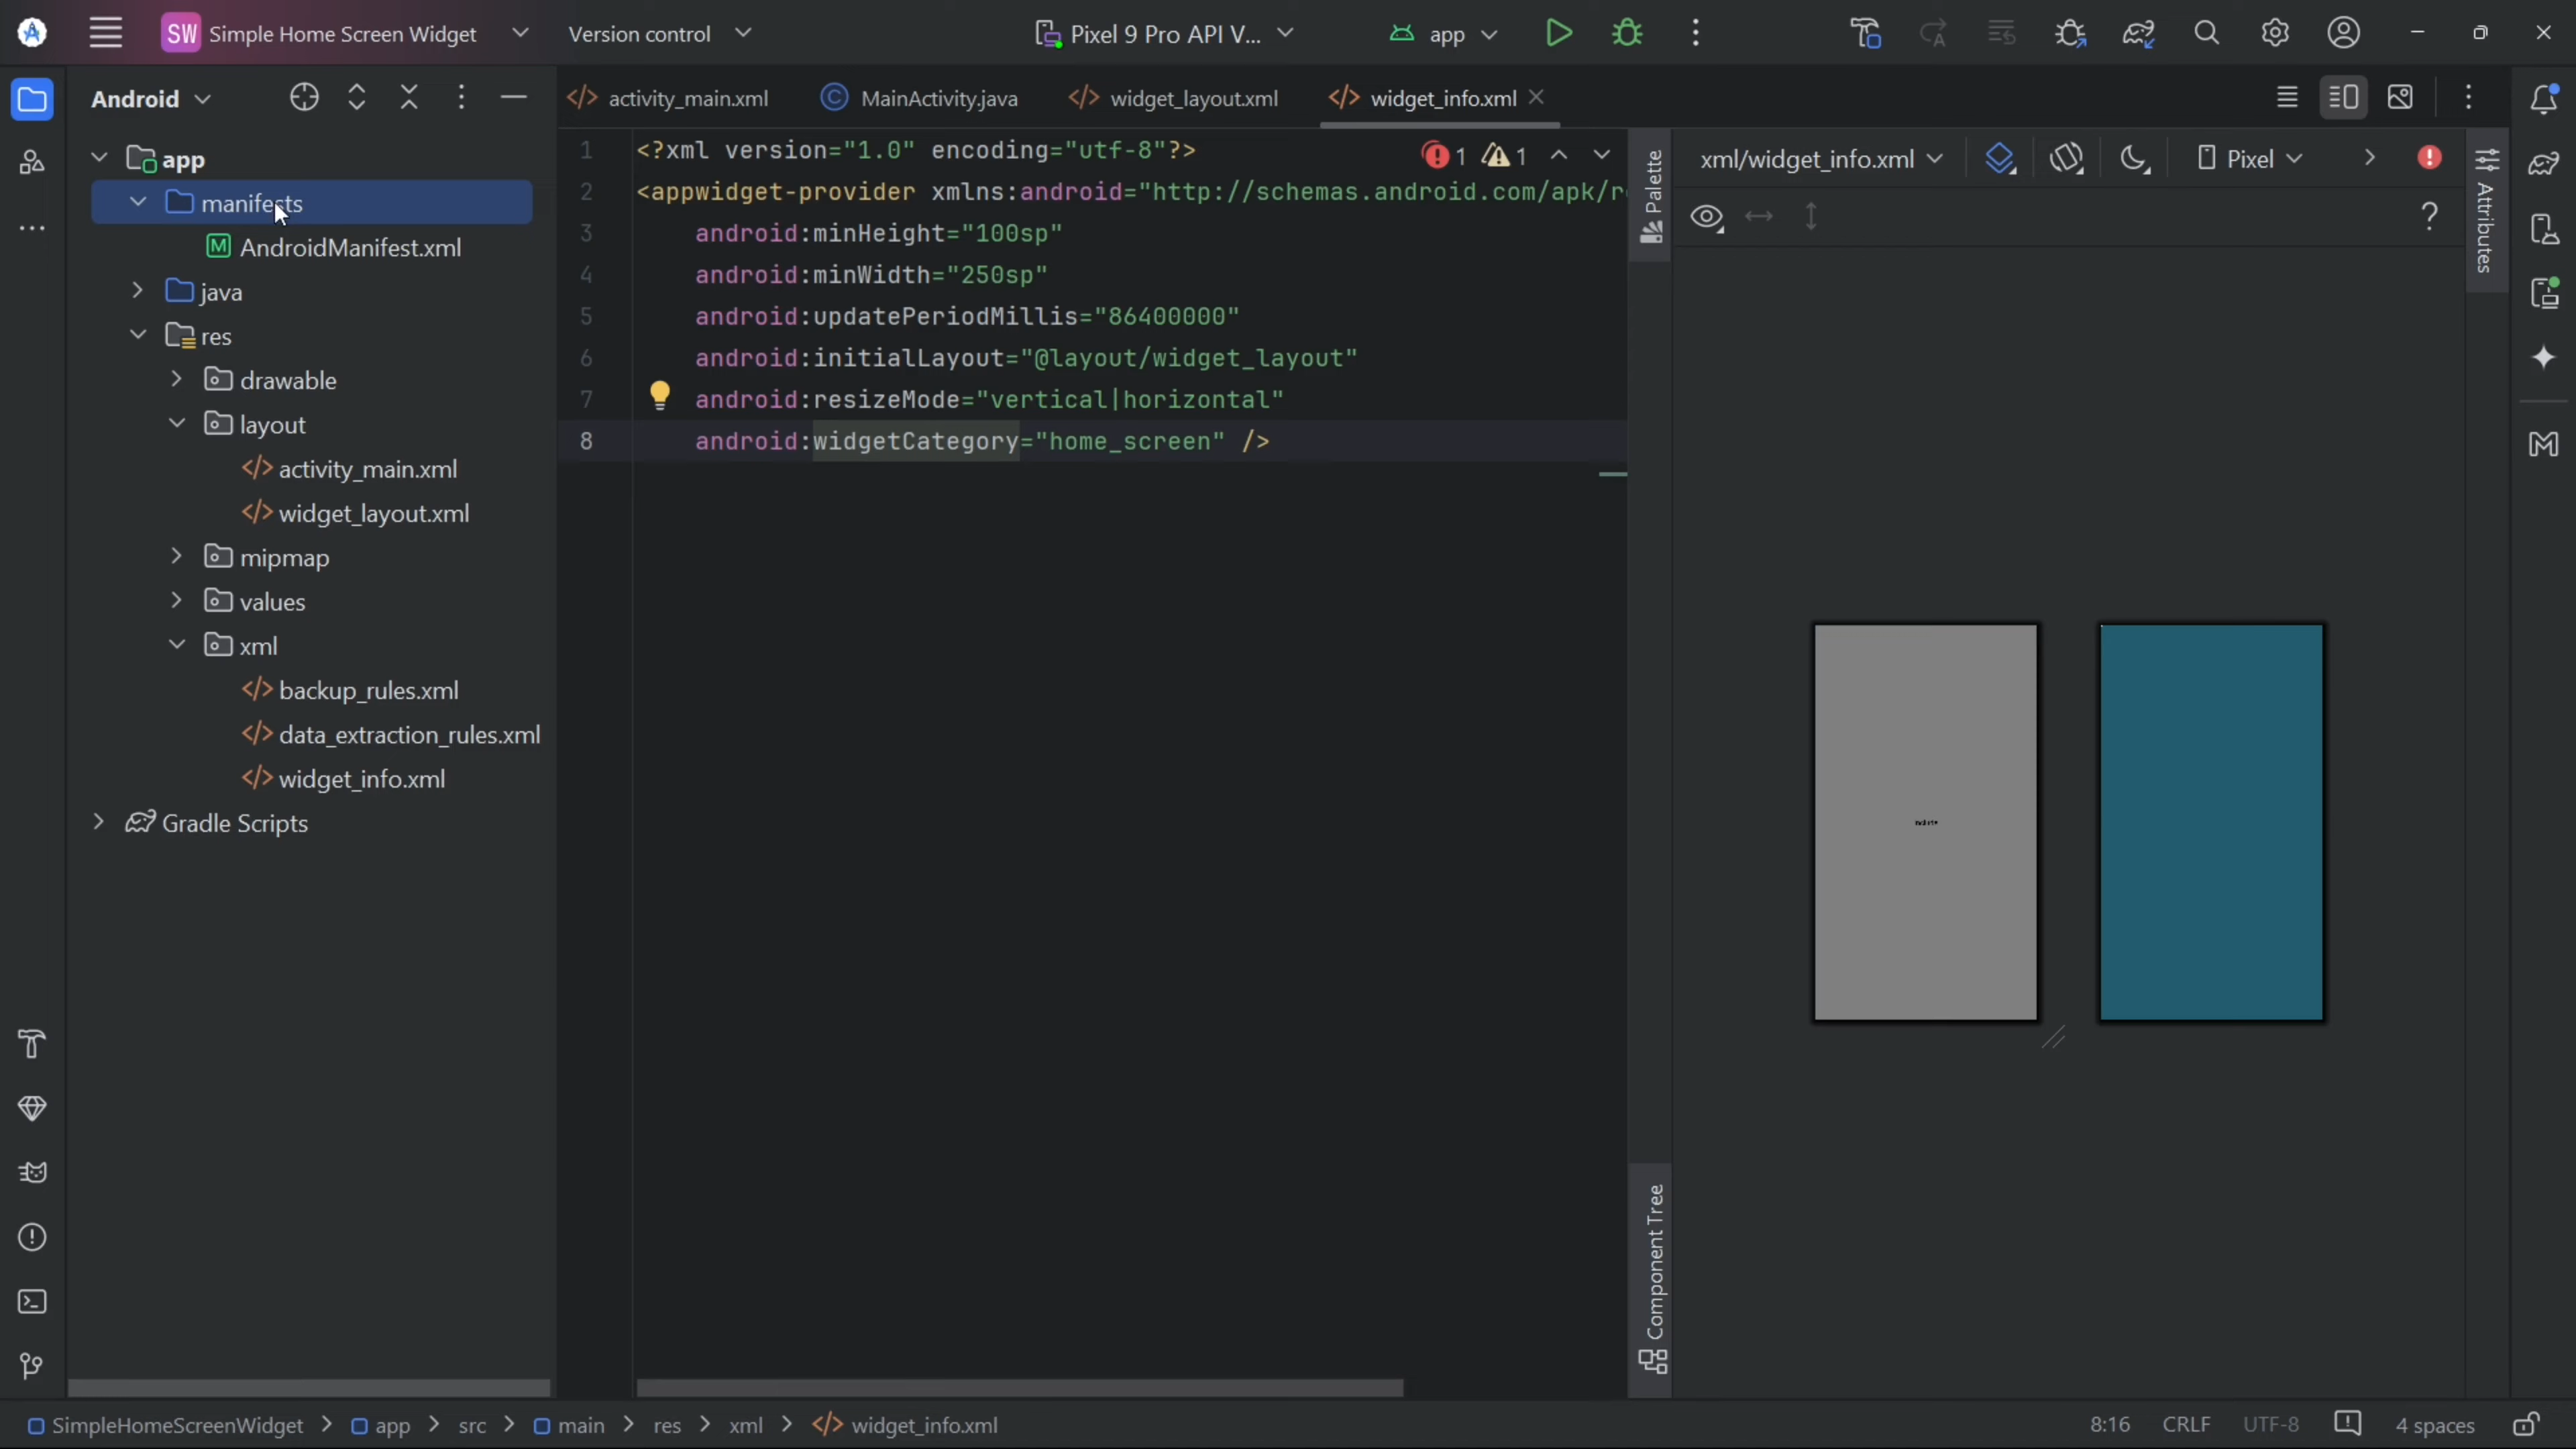 SW Simple Home Screen Widget
Version control
Pixel 9 Pro API V...
app
Android
activity_main.xml
MainActivity.java
widget_layout.xml
widget_info.xml
app
manifests
AndroidManifest.xml
java
res
drawable
layout
activity_main.xml
widget_layout.xml
mipmap
values
xml
backup_rules.xml
data_extraction_rules.xml
widget_info.xml
Gradle Scripts
1 <?xml version="1.0" encoding="utf-8"?>
2 <appwidget-provider xmlns:android="http://schemas.android.com/apk/r
3 android:minHeight="100sp"
4 android:minWidth="250sp"
5 android:updatePeriodMillis="86400000"
6 android:initialLayout="@layout/widget_layout"
7 android:resizeMode="vertical|horizontal"
8 android:widgetCategory="home_screen" />
1 1
Palette
Component Tree
xml/widget_info.xml
Pixel
Attributes
SimpleHomeScreenWidget > app > src > main > res > xml > widget_info.xml
8:16 CRLF UTF-8 4 spaces